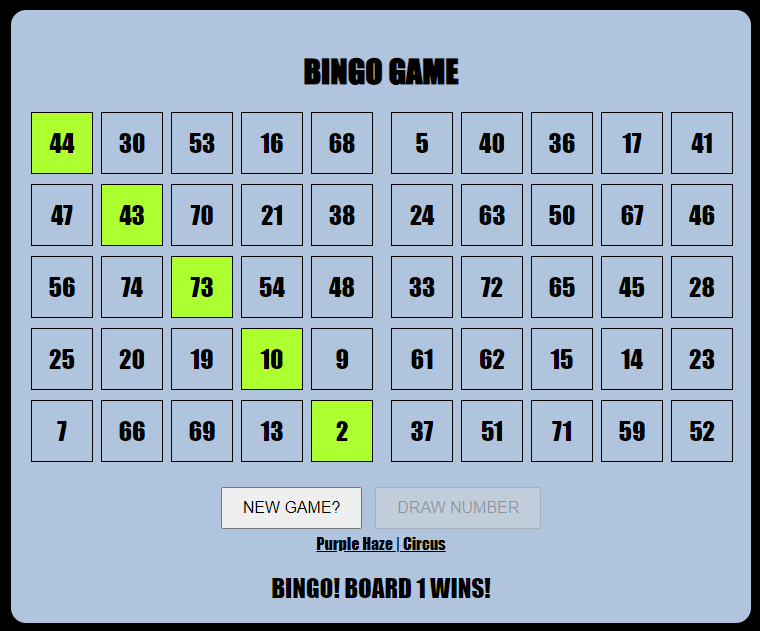 BINGO GAME
44 30 53 16 68 5 40 36 17 41
47 43 70 21 38 24 63 50 67 46
56 74 73 54 48 33 72 65 45 28
25 20 19 10 9 61 62 15 14 23
7 66 69 13 2 37 51 71 59 52
NEW GAME? DRAW NUMBER
Purple Haze | Circus
BINGO! BOARD 1 WINS!